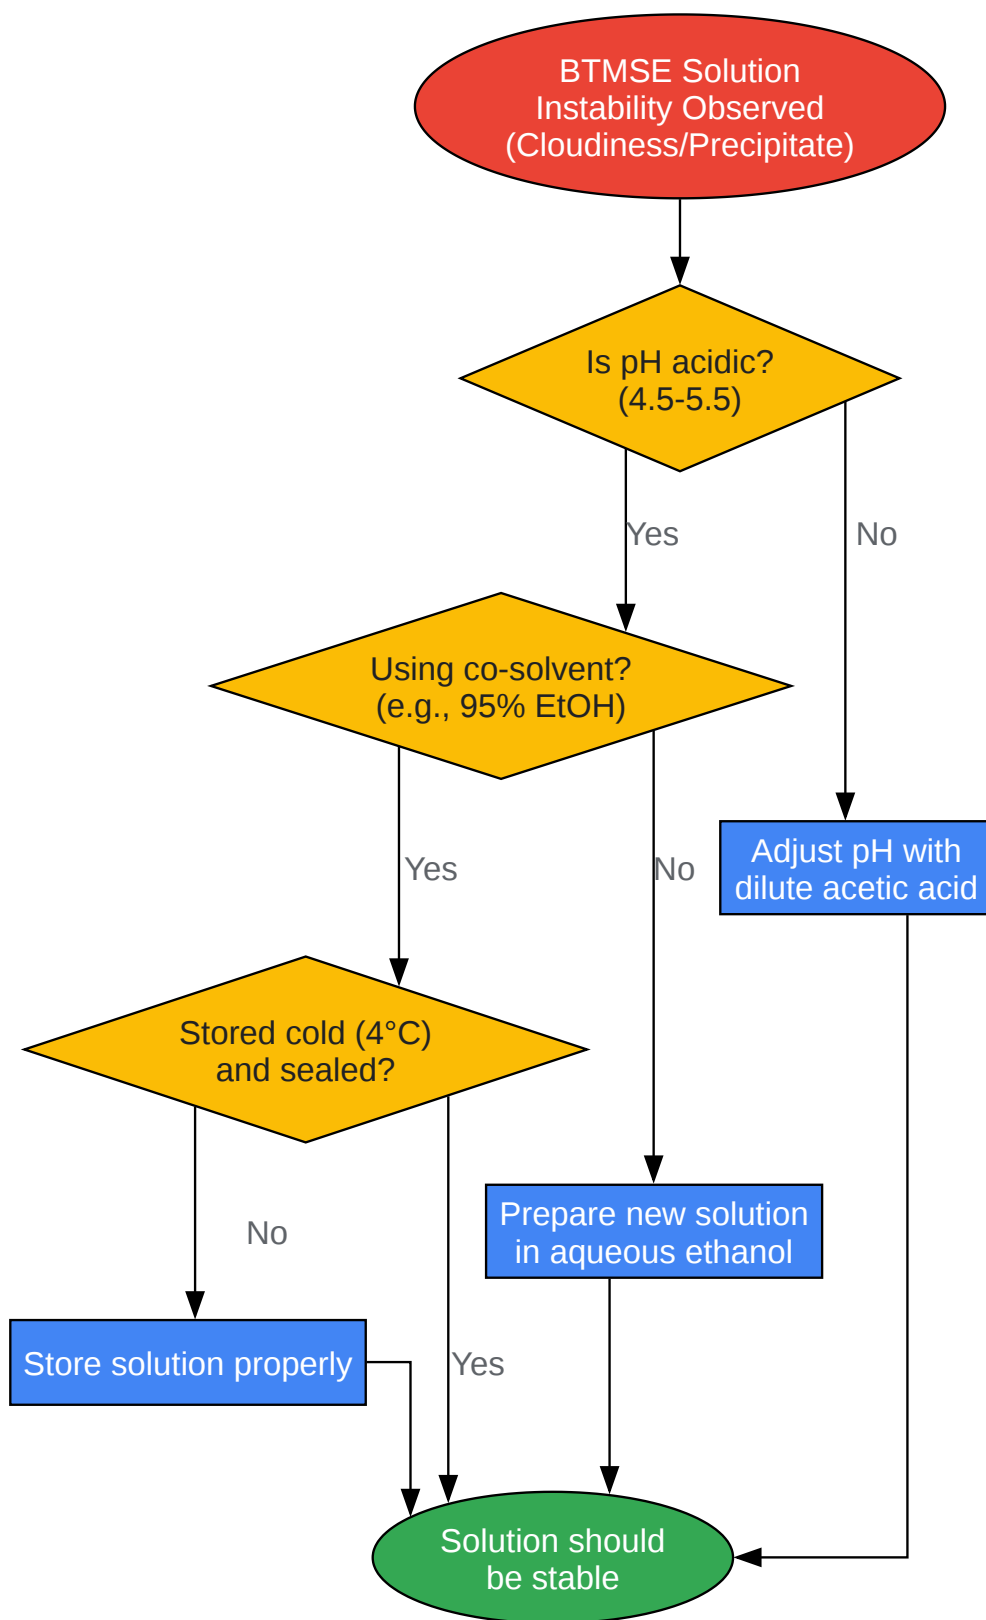 BTMSE Solution
Instability Observed
(Cloudiness/Precipitate)
Is pH acidic?
(4.5-5.5)
Yes
No
Using co-solvent?
(e.g., 95% EtOH)
Yes
No
Adjust pH with
dilute acetic acid
Stored cold (4°C)
and sealed?
No
Prepare new solution
in aqueous ethanol
Store solution properly
Yes
Solution should
be stable